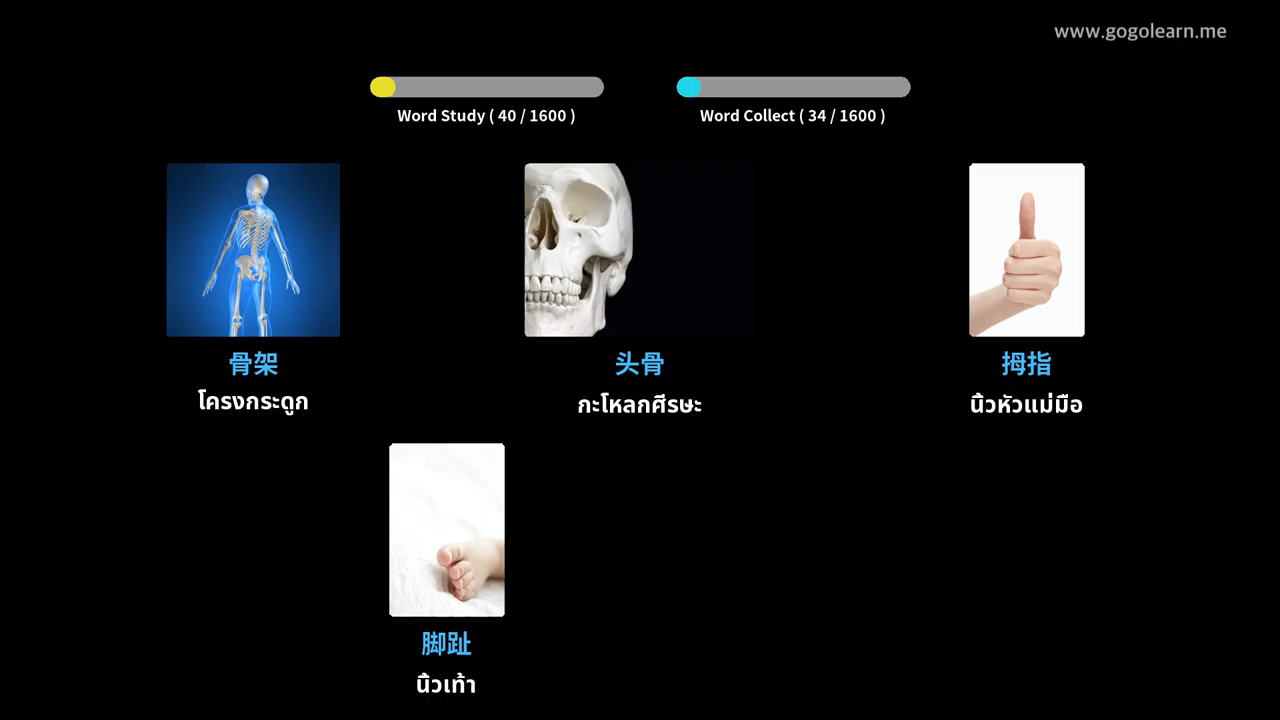 www.gogolearn.me
Word Study ( 40 / 1600 )
Word Collect ( 34 / 1600 )
骨架
โครงกระดูก
头骨
กะโหลกศีรษะ
拇指
นิ้วหัวแม่มือ
脚趾
นิ้วเท้า